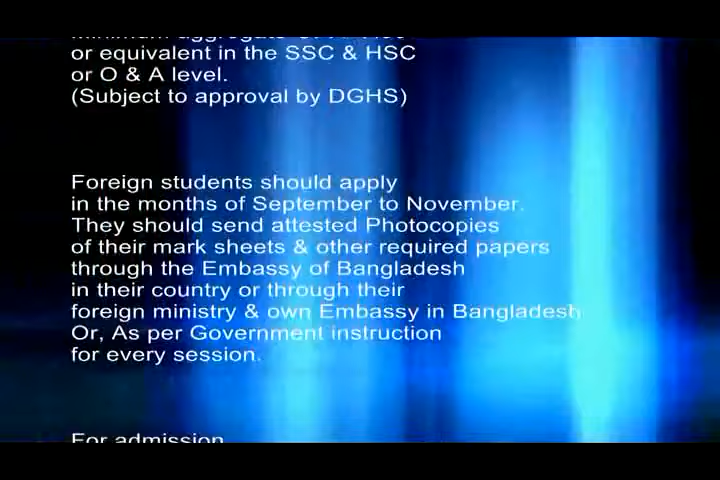 or equivalent in the SSC & HSC
or O & A level.
(Subject to approval by DGHS)
Foreign students should apply
in the months of September to November.
They should send attested Photocopies
of their mark sheets & other required papers
through the Embassy of Bangladesh
in their country or through their
foreign ministry & own Embassy in Bangladesh
Or, As per Government instruction
for every session.
For admission